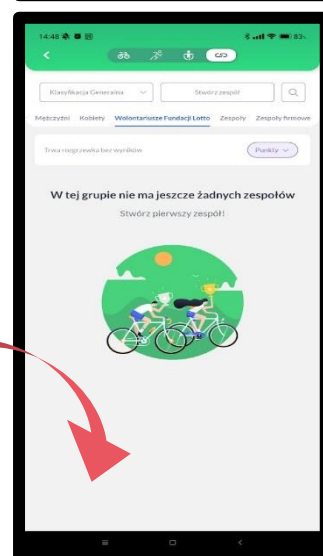 14:48 83%
Klasyfikacja Generalna Stwórz zespół
Mężczyźni Kobiety Wolontariusze Fundacji Lotto Zespoły Zespoły firmowe
Trwa rozgrzewka bez wyników Punkty
W tej grupie nie ma jeszcze żadnych zespołów
Stwórz pierwszy zespół!